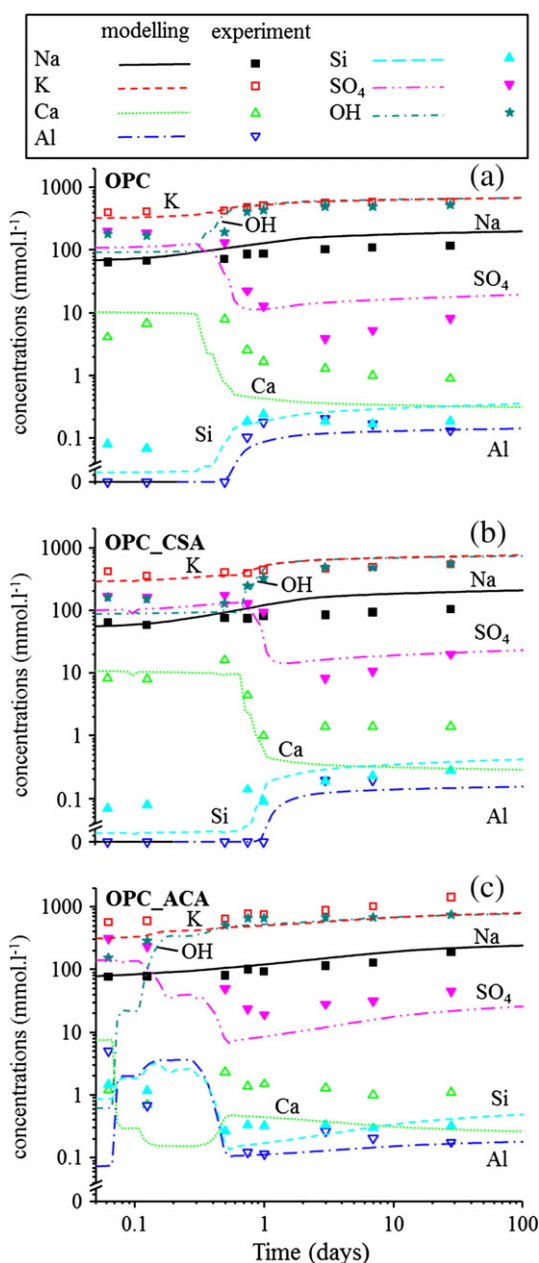 modelling experiment
Na
K
Ca
Al
Si
SO₄
OH
(a)
OPC
1000
100
10
1
0.1
0
concentrations (mmol.l⁻¹)
K
OH
Na
SO₄
Ca
Si
Al
(b)
OPC_CSA
1000
100
10
1
0.1
0
concentrations (mmol.l⁻¹)
K
OH
Na
SO₄
Ca
Si
Al
(c)
OPC_ACA
1000
100
10
1
0.1
0
concentrations (mmol.l⁻¹)
K
OH
Na
SO₄
Ca
Si
Al
0.1 1 10 100
Time (days)